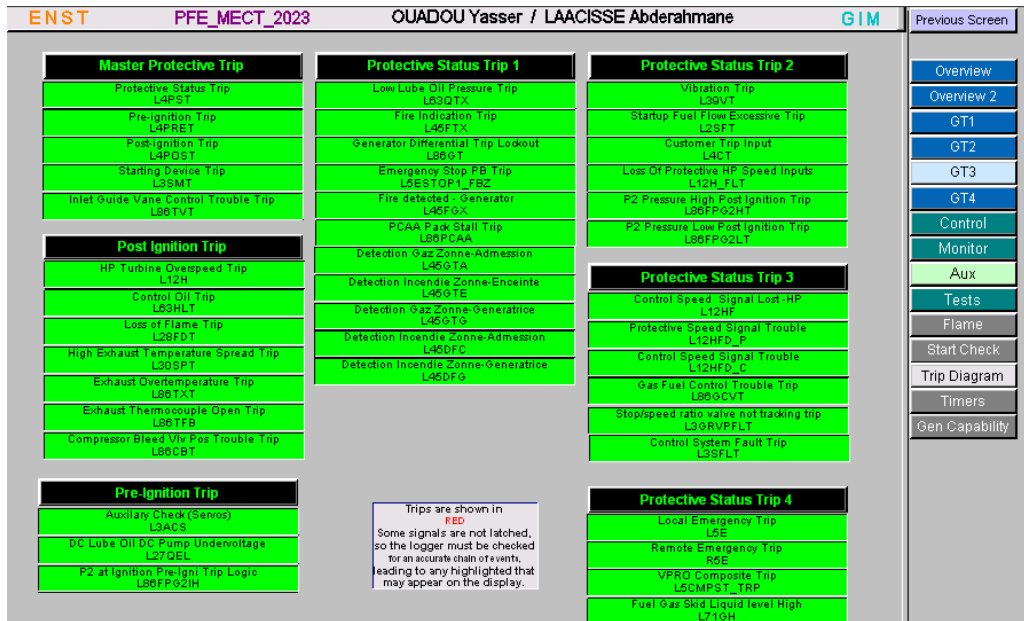 ENST PFE_MECT_2023 OUADOU Yasser / LAACISSE Abderahmane GIM
Previous Screen
Master Protective Trip
Protective Status Trip
L4PST
Pre-ignition Trip
L4PRET
Post-ignition Trip
L4POST
Starting Device Trip
L3SMT
Inlet Guide Vane Control Trouble Trip
L86TVT
Post Ignition Trip
HP Turbine Overspeed Trip
L12H
Control Oil Trip
L63HLT
Loss of Flame Trip
L28FDT
High Exhaust Temperature Spread Trip
L30SPT
Exhaust Overtemperature Trip
L86TXT
Exhaust Thermocouple Open Trip
L86TFB
Compressor Bleed Vlv Pos Trouble Trip
L86CBT
Pre-Ignition Trip
Auxilary Check (Servos)
L3ACS
DC Lube Oil DC Pump Undervoltage
L27QEL
P2 at Ignition Pre-Igni Trip Logic
L86FPG2IH
Protective Status Trip 1
Low Lube Oil Pressure Trip
L63QTX
Fire Indication Trip
L45FTX
Generator Differential Trip Lockout
L86GT
Emergency Stop PB Trip
L5ESTOP1_FBZ
Fire detected - Generator
L45FGX
PCAA Pack Stall Trip
L86PCAA
Detection Gaz Zonne-Admession
L45GTA
Detection Incendie Zonne-Enceinte
L45GTE
Detection Gaz Zonne-Generatrice
L45GTG
Detection Incendie Zonne-Admession
L45DFC
Detection Incendie Zonne-Generatrice
L45DFG
Trips are shown in
RED
Some signals are not latched,
so the logger must be checked
for an accurate chain of events,
leading to any highlighted that
may appear on the display.
Protective Status Trip 2
Vibration Trip
L39VT
Startup Fuel Flow Excessive Trip
L2SFT
Customer Trip Input
L4CT
Loss Of Protective HP Speed Inputs
L12H_FLT
P2 Pressure High Post Ignition Trip
L86FPG2HT
P2 Pressure Low Post Ignition Trip
L86FPG2LT
Protective Status Trip 3
Control Speed Signal Lost-HP
L12HF
Protective Speed Signal Trouble
L12HFD_P
Control Speed Signal Trouble
L12HFD_C
Gas Fuel Control Trouble Trip
L86GCVT
Stop/speed ratio valve not tracking trip
L3GRVPFLT
Control System Fault Trip
L3SFLT
Protective Status Trip 4
Local Emergency Trip
L5E
Remote Emergency Trip
R5E
VPRO Composite Trip
L5CMPST_TRP
Fuel Gas Skid Liquid level High
L71GH
Overview
Overview 2
GT1
GT2
GT3
GT4
Control
Monitor
Aux
Tests
Flame
Start Check
Trip Diagram
Timers
Gen Capability